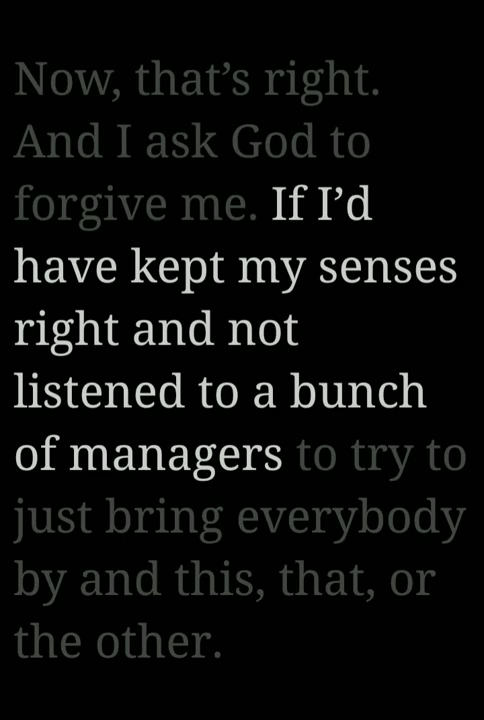 Now, that’s right.
And I ask God to
forgive me. If I’d
have kept my senses
right and not
listened to a bunch
of managers to try to
just bring everybody
by and this, that, or
the other.